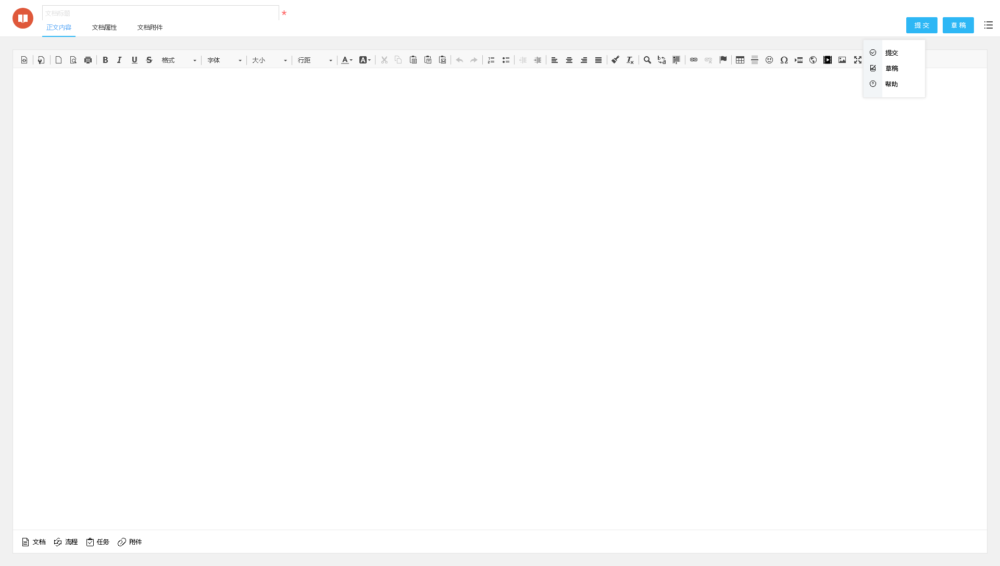 文档标题 *
正文内容 文档属性 文档附件
提交 草稿
格式 字体 大小 行距
提交
草稿
帮助
文档 流程 任务 附件